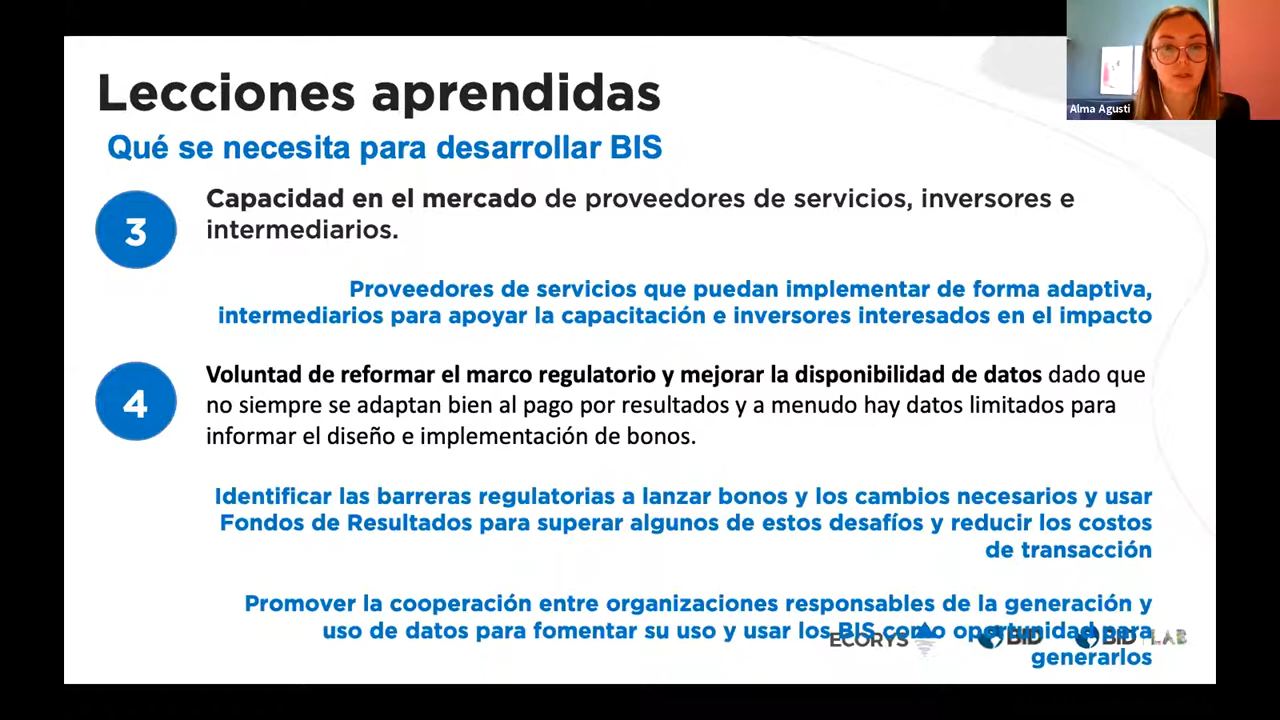 Lecciones aprendidas
Alma Agusti
Qué se necesita para desarrollar BIS
3
Capacidad en el mercado de proveedores de servicios, inversores e
intermediarios.
Proveedores de servicios que puedan implementar de forma adaptiva,
intermediarios para apoyar la capacitación e inversores interesados en el impacto
4
Voluntad de reformar el marco regulatorio y mejorar la disponibilidad de datos dado que
no siempre se adaptan bien al pago por resultados y a menudo hay datos limitados para
informar el diseño e implementación de bonos.
Identificar las barreras regulatorias a lanzar bonos y los cambios necesarios y usar
Fondos de Resultados para superar algunos de estos desafíos y reducir los costos
de transacción
Promover la cooperación entre organizaciones responsables de la generación y
uso de datos para fomentar su uso y usar los BIS como oportunidad para
generarlos
ECORYS
BID
BID LAB